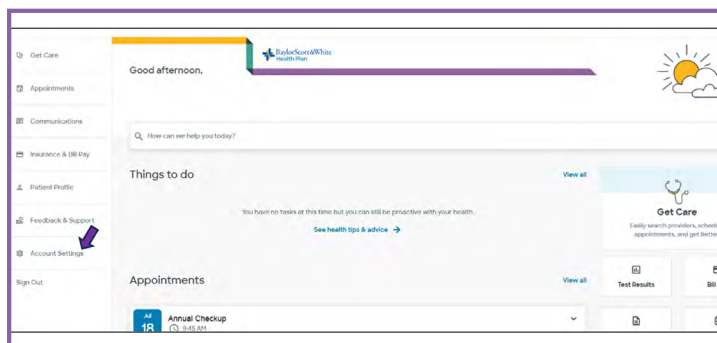 Get Care
Appointments
Communications
Insurance & Bill Pay
Patient Profile
Feedback & Support
Account Settings
Sign Out
BaylorScott&White
Health Plan
Good afternoon,
How can we help you today?
Things to do
View all
You have no tasks at this time but you can still be proactive with your health.
See health tips & advice
Get Care
Easily search providers, schedu
appointments, and get Bette
Appointments
View all
Test Results
Bill
Jul
18
Annual Checkup
9:45 AM